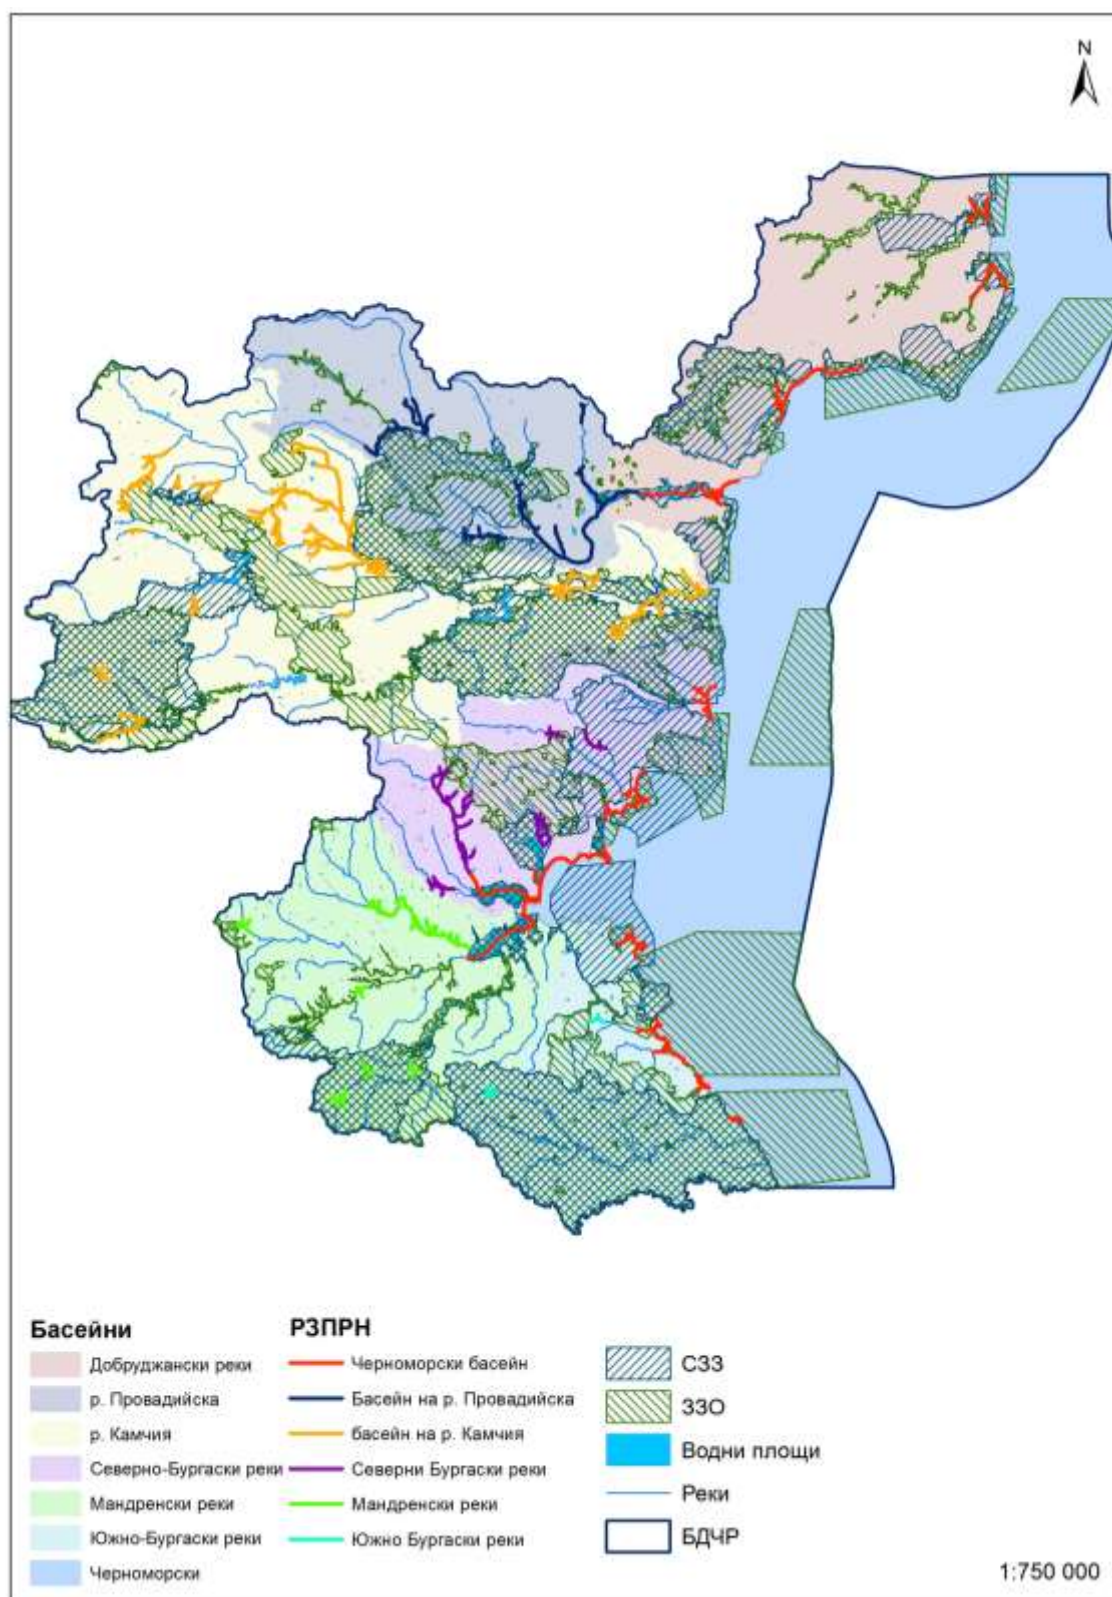 N
Басейни
Добруджански реки
р. Провадийска
р. Камчия
Северно-Бургаски реки
Мандренски реки
Южно-Бургаски реки
Черноморски
РЗПРН
Черноморски басейн
Басейн на р. Провадийска
басейн на р. Камчия
Северни Бургаски реки
Мандренски реки
Южно Бургаски реки
СЗЗ
ЗЗО
Водни площи
Реки
БДЧР
1:750 000